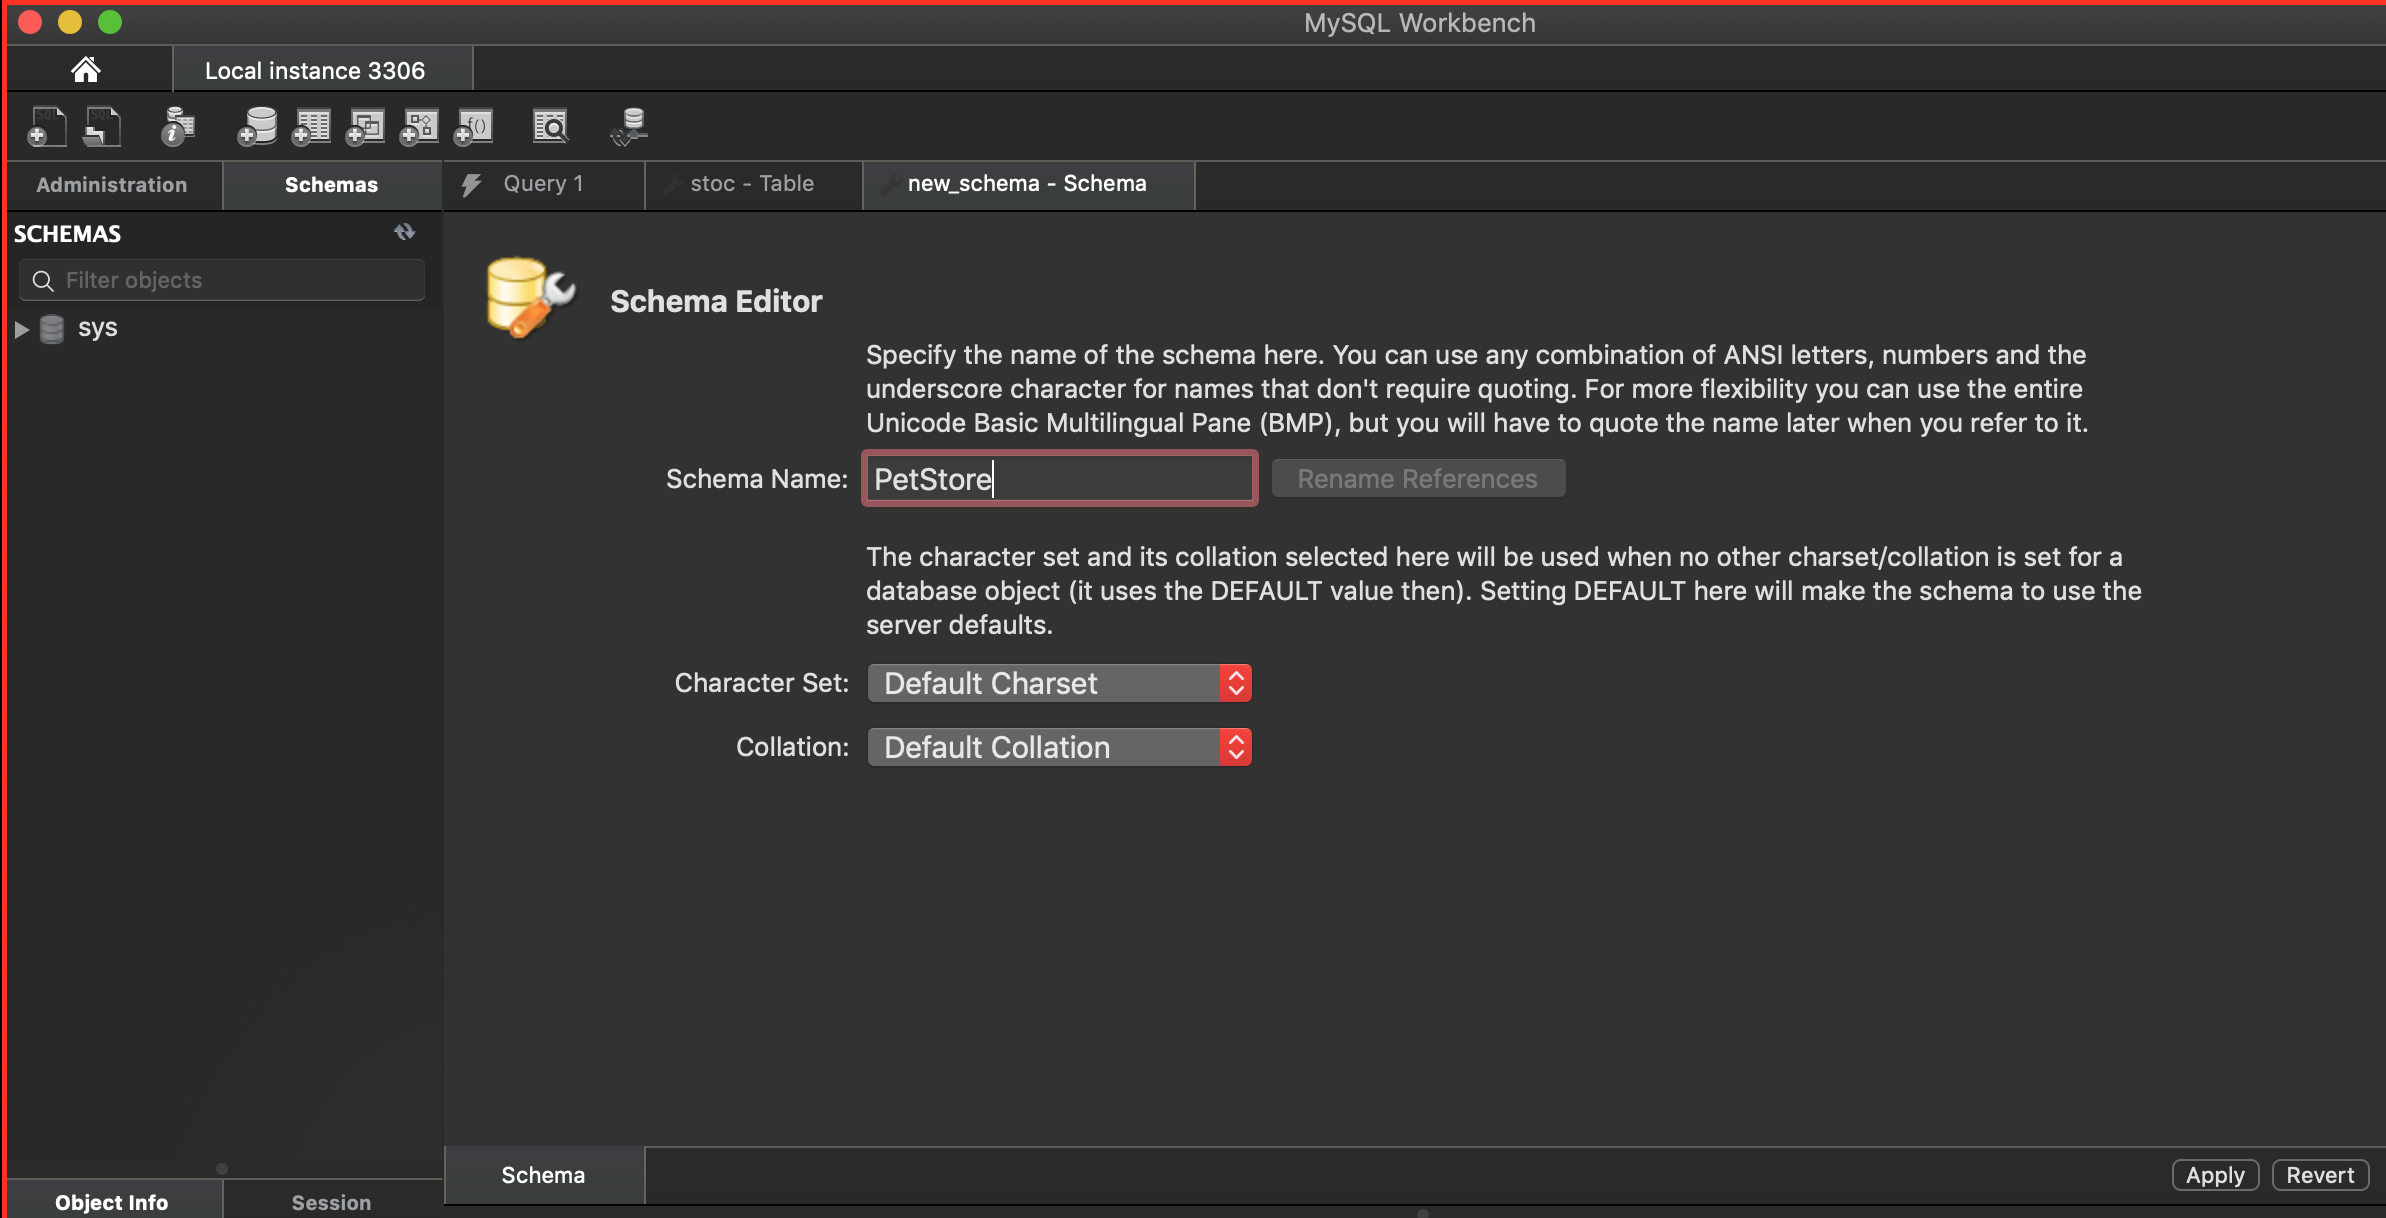 MySQL Workbench
Local instance 3306
Administration
Schemas
Query 1
stoc - Table
new_schema - Schema
SCHEMAS
Filter objects
sys
Schema Editor
Specify the name of the schema here. You can use any combination of ANSI letters, numbers and the
underscore character for names that don't require quoting. For more flexibility you can use the entire
Unicode Basic Multilingual Pane (BMP), but you will have to quote the name later when you refer to it.
Schema Name: PetStore Rename References
The character set and its collation selected here will be used when no other charset/collation is set for a
database object (it uses the DEFAULT value then). Setting DEFAULT here will make the schema to use the
server defaults.
Character Set: Default Charset
Collation: Default Collation
Schema
Apply
Revert
Object Info
Session